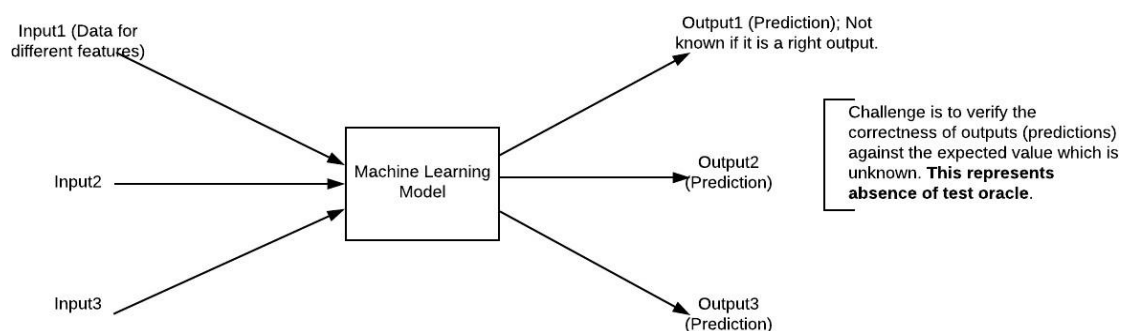 Input1 (Data for
different features)
Input2
Input3
Machine Learning
Model
Output1 (Prediction); Not
known if it is a right output.
Output2
(Prediction)
Output3
(Prediction)
Challenge is to verify the
correctness of outputs (predictions)
against the expected value which is
unknown. This represents
absence of test oracle.